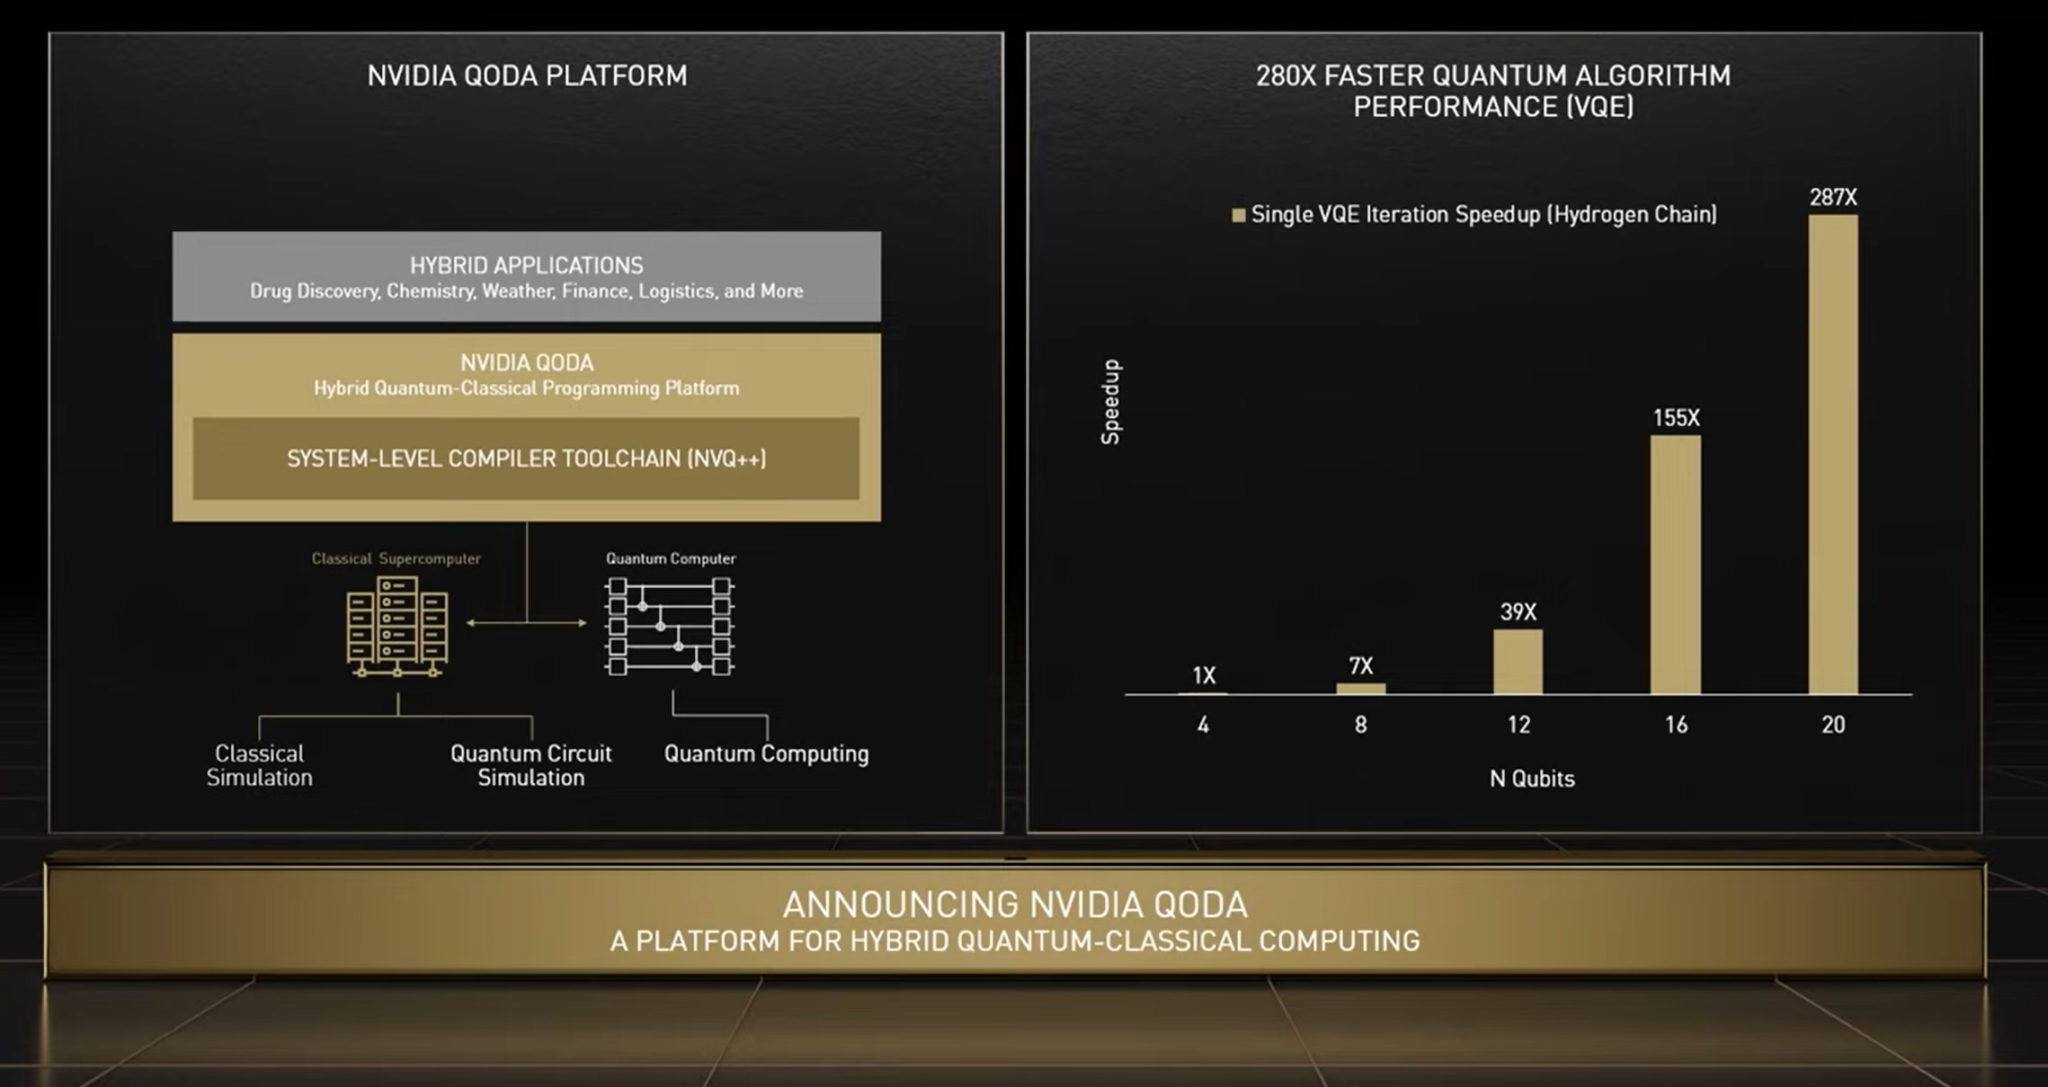 NVIDIA QODA PLATFORM
HYBRID APPLICATIONS
Drug Discovery, Chemistry, Weather, Finance, Logistics, and More
NVIDIA QODA
Hybrid Quantum-Classical Programming Platform
SYSTEM-LEVEL COMPILER TOOLCHAIN (NVQ++)
Classical Supercomputer
Quantum Computer
Classical
Simulation
Quantum Circuit
Simulation
Quantum Computing
280X FASTER QUANTUM ALGORITHM
PERFORMANCE (VQE)
Single VQE Iteration Speedup (Hydrogen Chain)
Speedup
1X
7X
39X
155X
287X
4
8
12
16
20
N Qubits
ANNOUNCING NVIDIA QODA
A PLATFORM FOR HYBRID QUANTUM-CLASSICAL COMPUTING